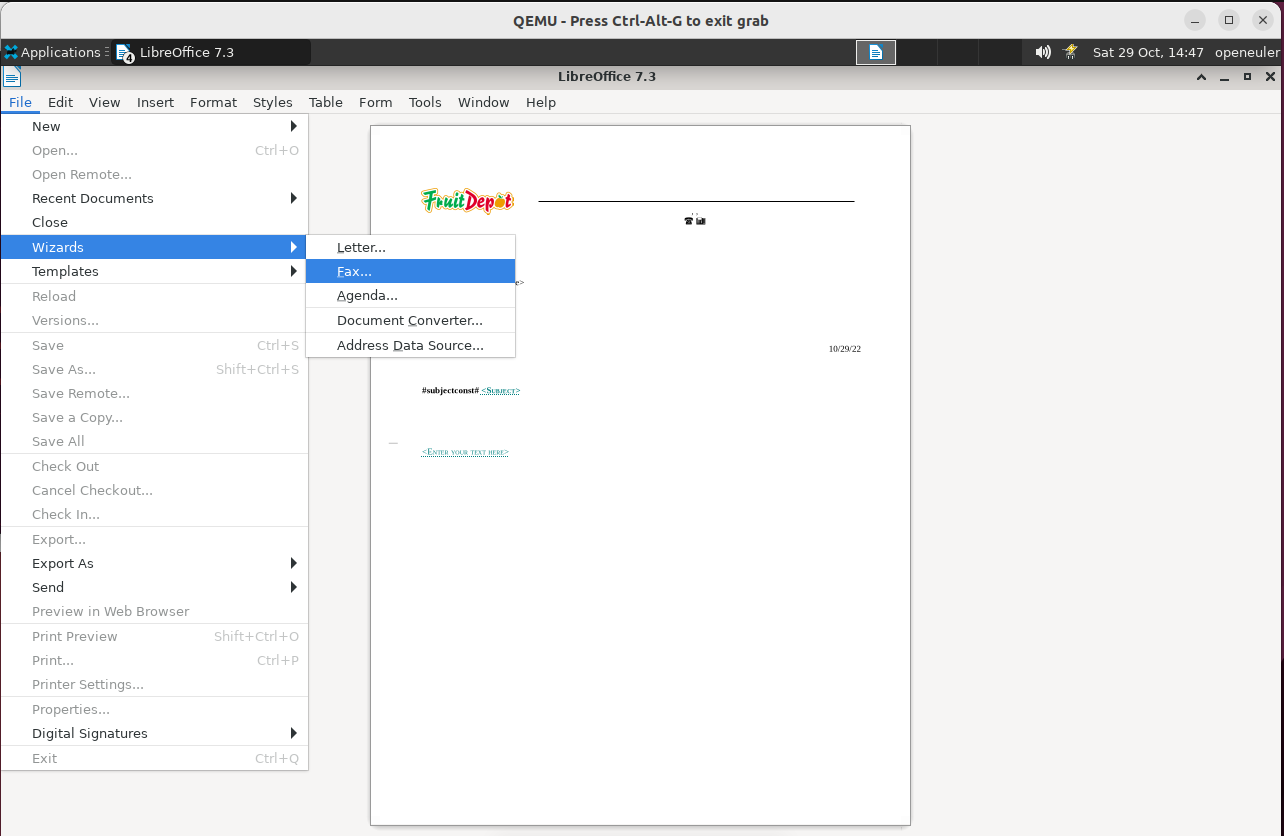 QEMU - Press Ctrl-Alt-G to exit grab
Applications 4 LibreOffice 7.3 Sat 29 Oct, 14:47 openeuler
LibreOffice 7.3
File Edit View Insert Format Styles Table Form Tools Window Help
New
Open... Ctrl+O
Open Remote...
Recent Documents
Close
Wizards
Templates
Reload
Versions...
Save Ctrl+S
Save As... Shift+Ctrl+S
Save Remote...
Save a Copy...
Save All
Check Out
Cancel Checkout...
Check In...
Export...
Export As
Send
Preview in Web Browser
Print Preview Shift+Ctrl+O
Print... Ctrl+P
Printer Settings...
Properties...
Digital Signatures
Exit Ctrl+Q
Letter...
Fax...
Agenda...
Document Converter...
Address Data Source...
FruitDepot
e>
10/29/22
#subjectconst# <Subject>
<Enter your text here>